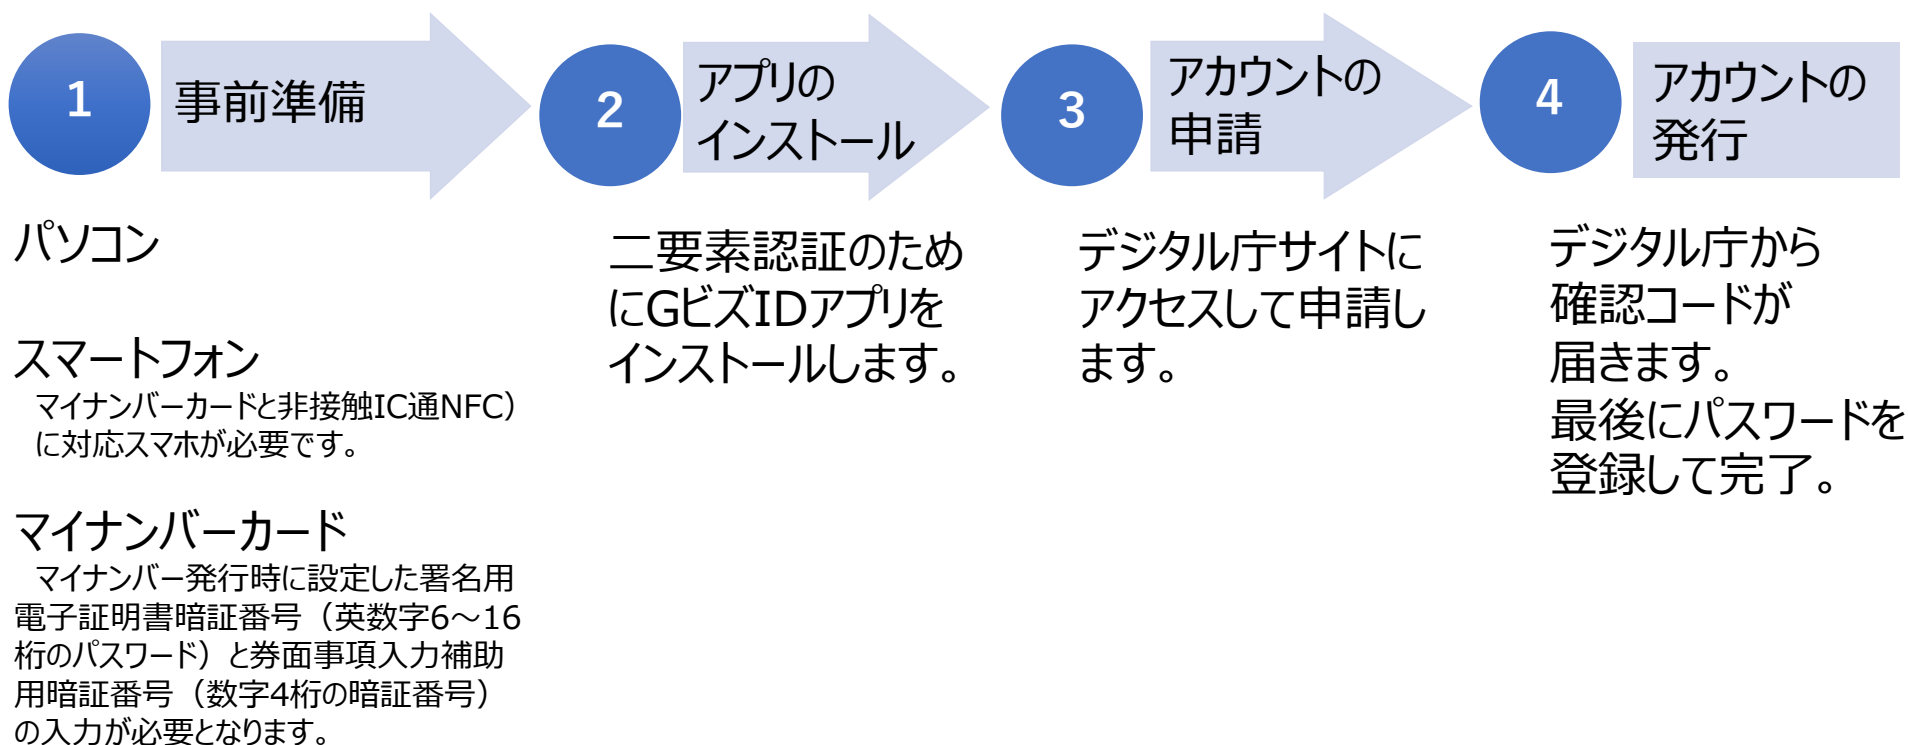 1
事前準備
パソコン
スマートフォン
マイナンバーカードと非接触IC通NFC）
に対応スマホが必要です。
マイナンバーカード
マイナンバー発行時に設定した署名用
電子証明書暗証番号（英数字6～16
桁のパスワード）と券面事項入力補助
用暗証番号（数字4桁の暗証番号）
の入力が必要となります。
2
アプリの
インストール
二要素認証のため
にGビズIDアプリを
インストールします。
3
アカウントの
申請
デジタル庁サイトに
アクセスして申請し
ます。
4
アカウントの
発行
デジタル庁から
確認コードが
届きます。
最後にパスワードを
登録して完了。